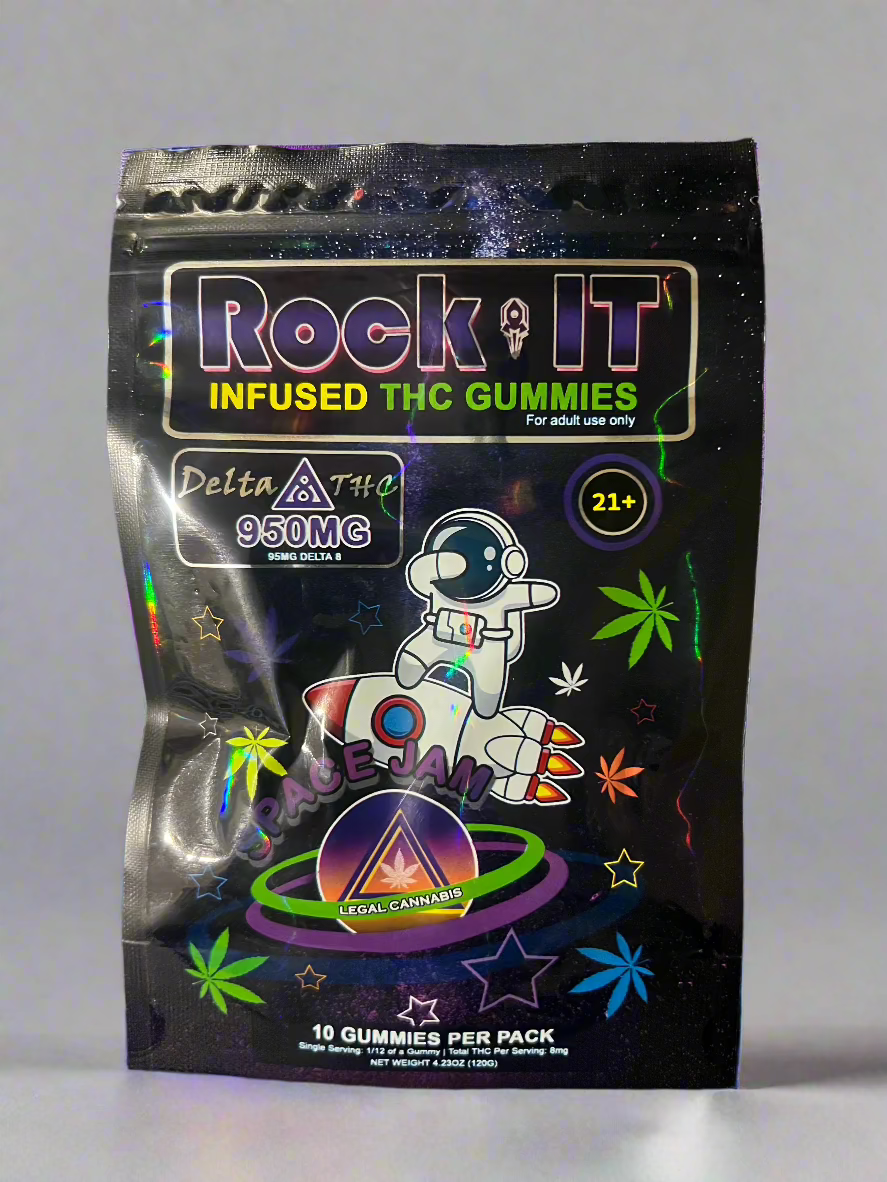 Rock IT
INFUSED THC GUMMIES
For adult use only
Delta 8 THC
950MG
95MG DELTA 8
21+
SPACE JAM
LEGAL CANNABIS
10 GUMMIES PER PACK
Single Serving: 1/12 of a Gummy | Total THC Per Serving: 8mg
NET WEIGHT 4.23OZ (120G)